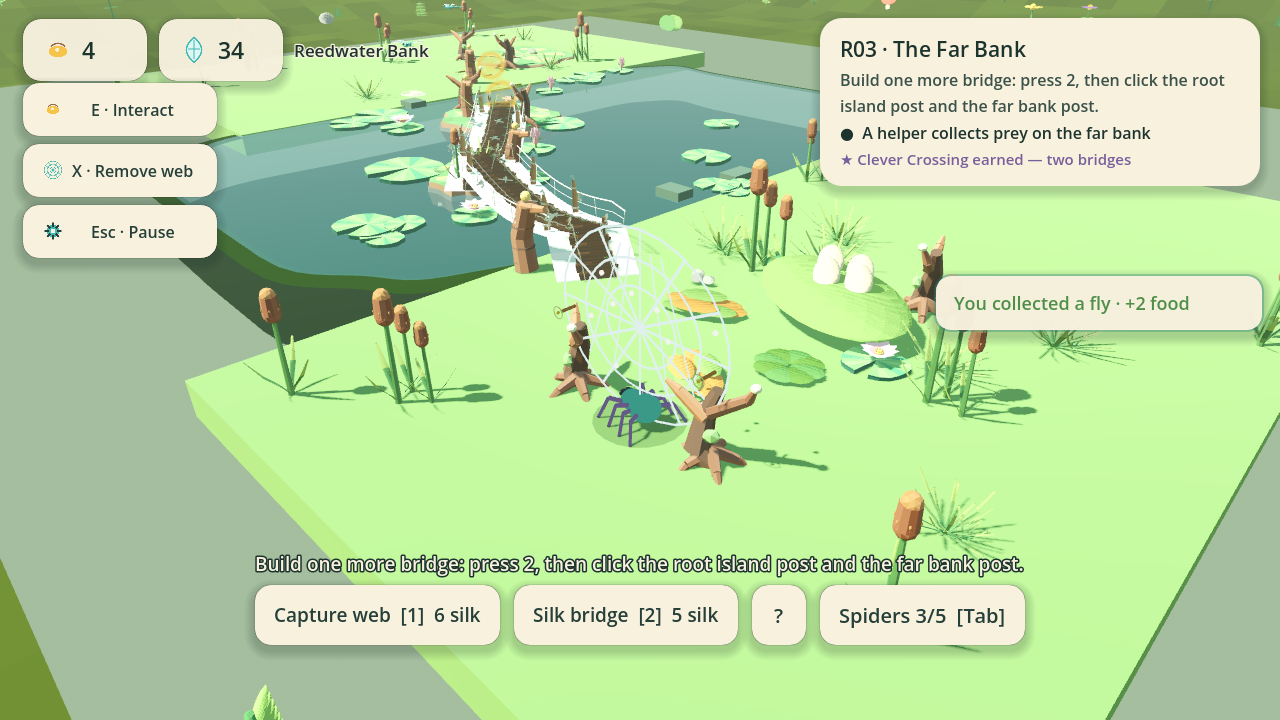 4
34
Reedwater Bank
E · Interact
X · Remove web
Esc · Pause
R03 · The Far Bank
Build one more bridge: press 2, then click the root
island post and the far bank post.
● A helper collects prey on the far bank
★ Clever Crossing earned — two bridges
You collected a fly · +2 food
Build one more bridge: press 2, then click the root island post and the far bank post.
Capture web [1] 6 silk
Silk bridge [2] 5 silk
?
Spiders 3/5 [Tab]